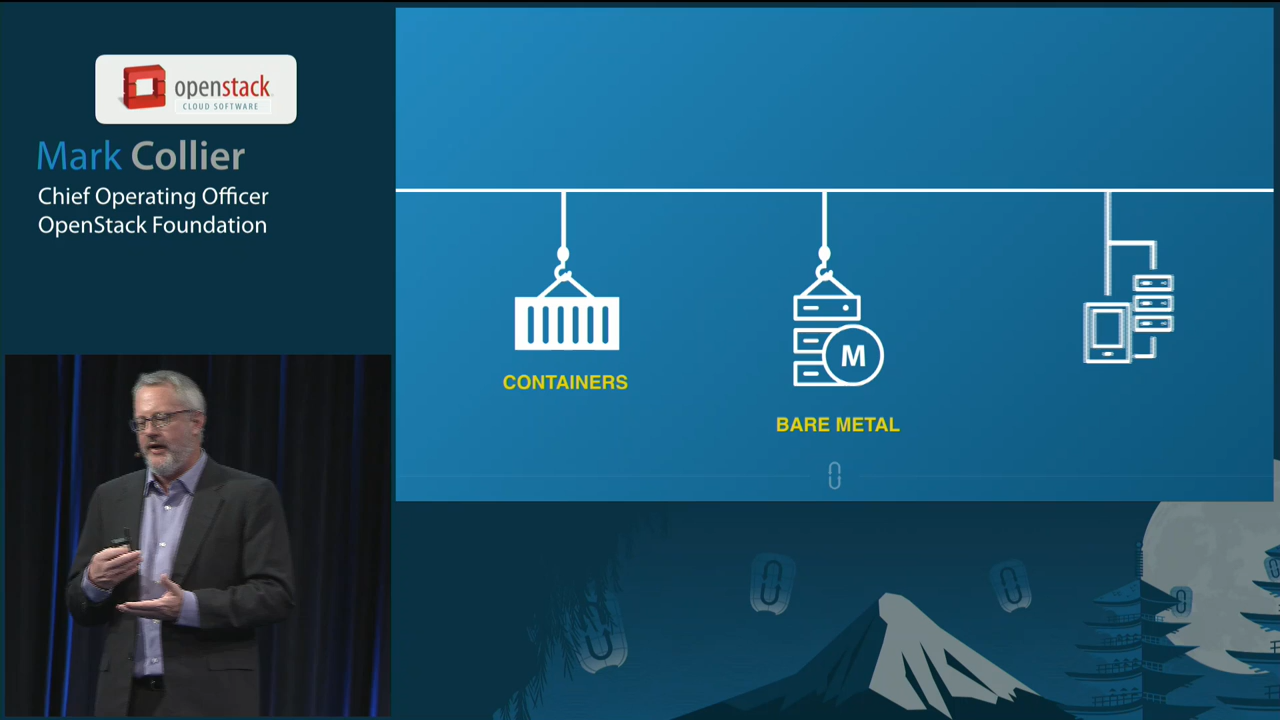 openstack
CLOUD SOFTWARE
Mark Collier
Chief Operating Officer
OpenStack Foundation
CONTAINERS
M
BARE METAL